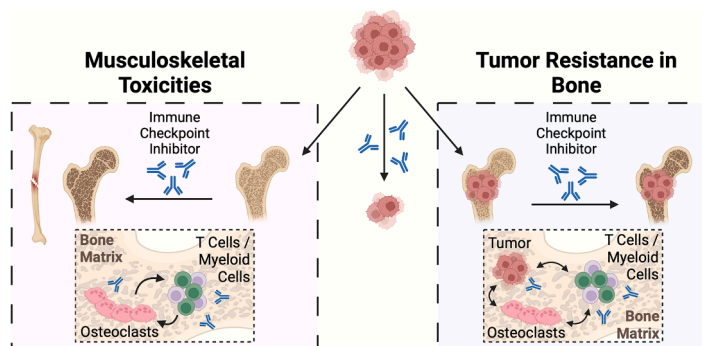 Musculoskeletal
Toxicities
Immune
Checkpoint
Inhibitor
Bone
Matrix
T Cells /
Myeloid
Cells
Osteoclasts
Tumor Resistance in
Bone
Immune
Checkpoint
Inhibitor
Tumor
T Cells /
Myeloid
Cells
Osteoclasts
Bone
Matrix